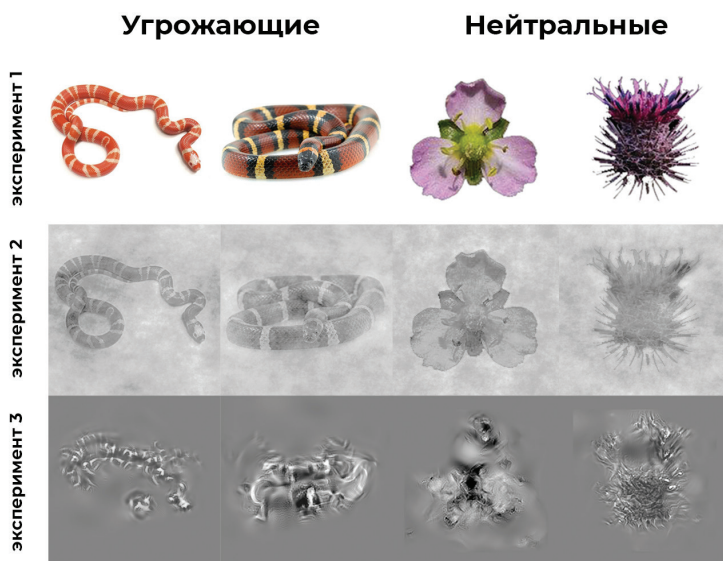 Угрожающие
Нейтральные
эксперимент 1
эксперимент 2
эксперимент 3